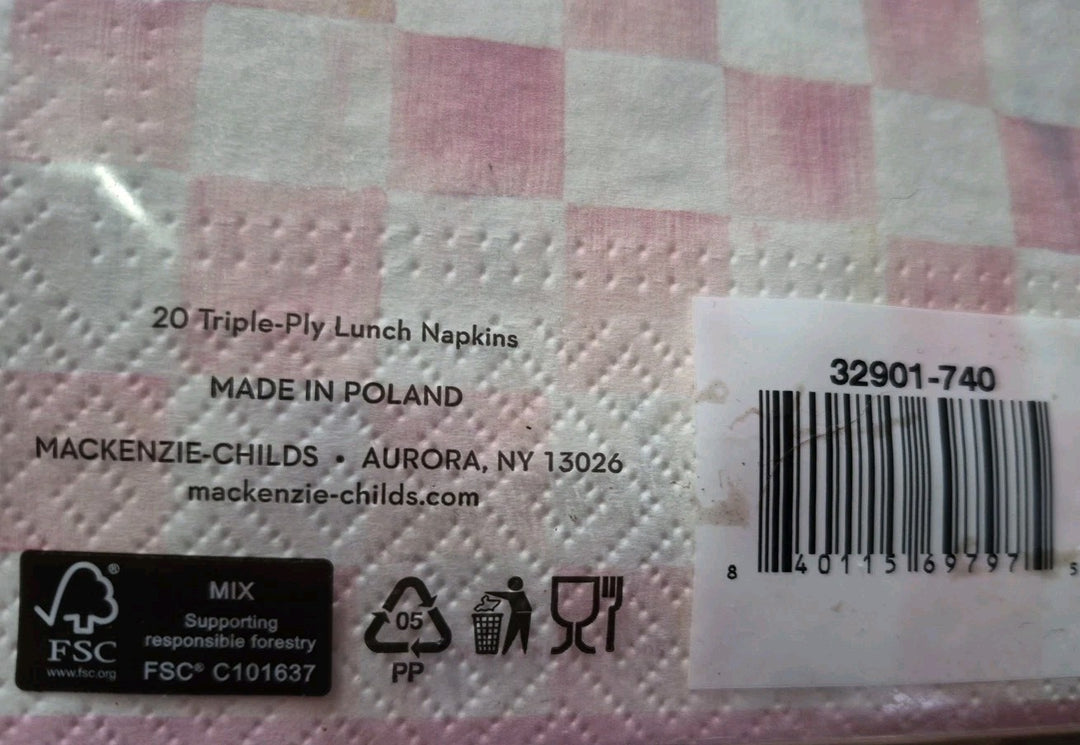 20 Triple-Ply Lunch Napkins
MADE IN POLAND
MACKENZIE-CHILDS • AURORA, NY 13026
mackenzie-childs.com
FSC®
www.fsc.org
MIX
Supporting
responsible forestry
FSC® C101637
05
PP
32901-740
8 40115 69797 5